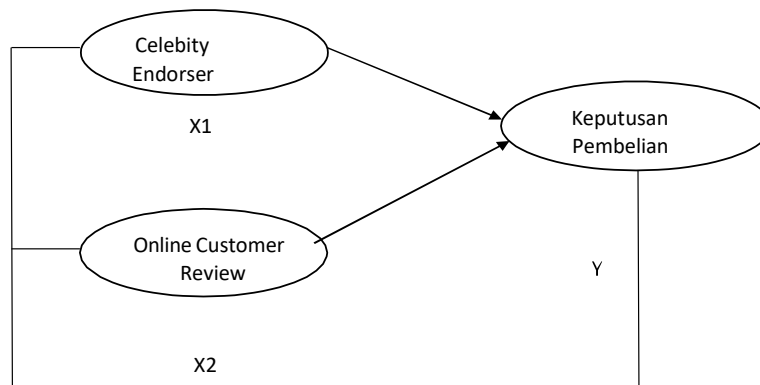 Celebity
Endorser
X1
Keputusan
Pembelian
Online Customer
Review
Y
X2